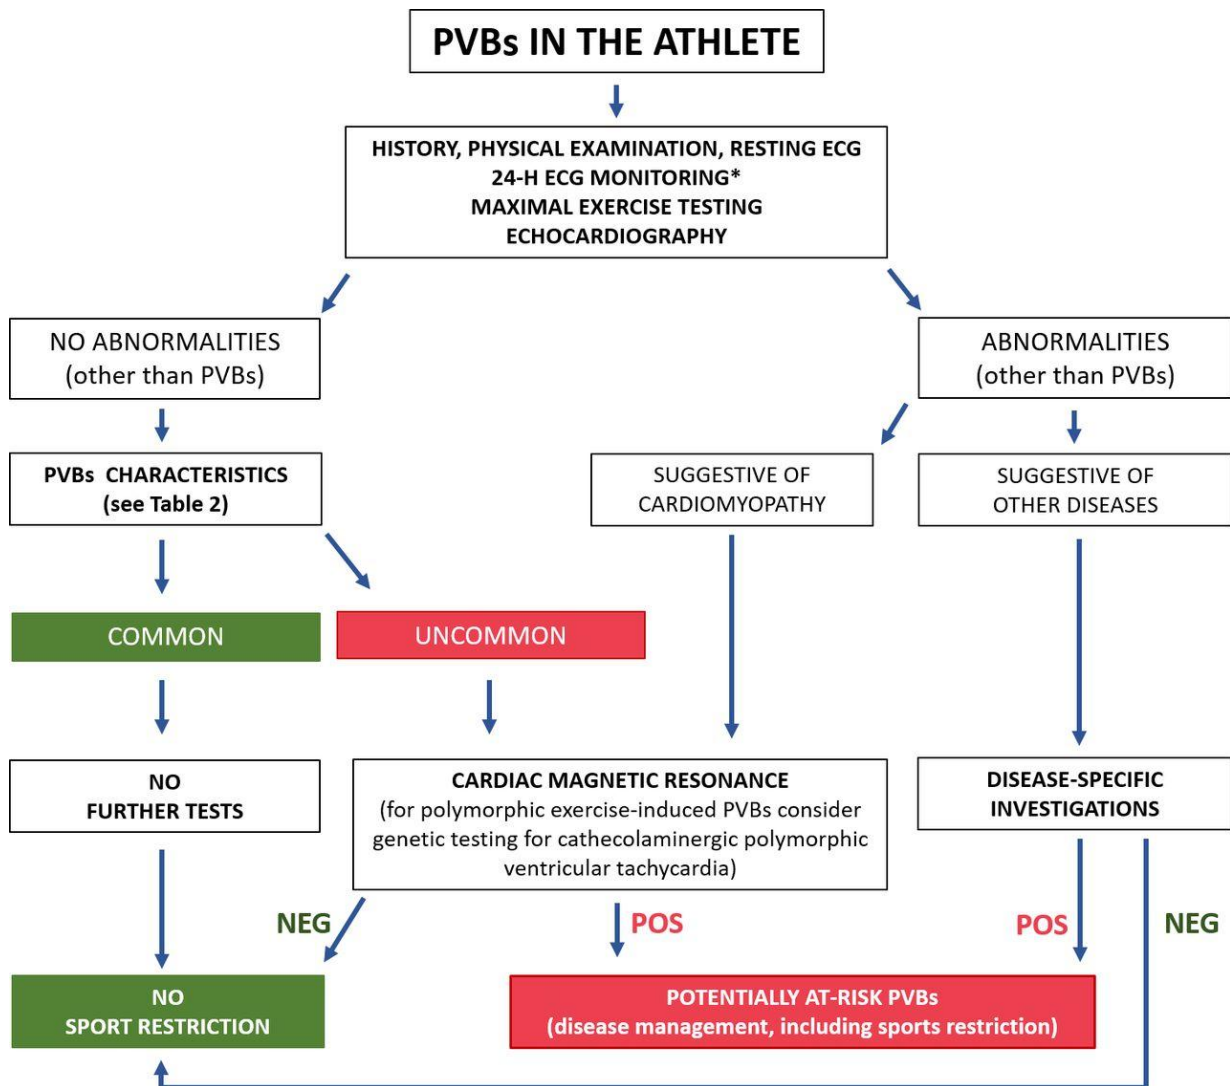 PVBs IN THE ATHLETE
HISTORY, PHYSICAL EXAMINATION, RESTING ECG
24-H ECG MONITORING*
MAXIMAL EXERCISE TESTING
ECHOCARDIOGRAPHY
NO ABNORMALITIES
(other than PVBs)
ABNORMALITIES
(other than PVBs)
PVBs CHARACTERISTICS
(see Table 2)
SUGGESTIVE OF
CARDIOMYOPATHY
SUGGESTIVE OF
OTHER DISEASES
COMMON
UNCOMMON
NO
FURTHER TESTS
CARDIAC MAGNETIC RESONANCE
(for polymorphic exercise-induced PVBs consider
genetic testing for cathecolaminergic polymorphic
ventricular tachycardia)
DISEASE-SPECIFIC
INVESTIGATIONS
NEG
POS
POS
NEG
NO
SPORT RESTRICTION
POTENTIALLY AT-RISK PVBs
(disease management, including sports restriction)